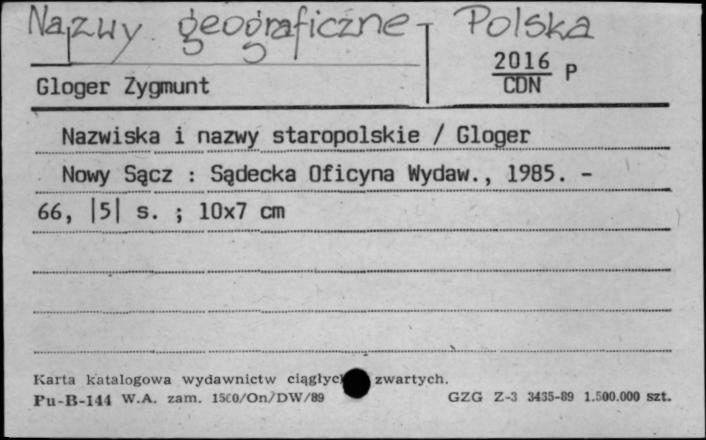 Nazwy geograficzne - Polska
2016 P
CDN
Gloger Zygmunt
Nazwiska i nazwy staropolskie / Gloger
Nowy Sącz : Sądecka Oficyna Wydaw., 1985. -
66, |5| s. ; 10x7 cm
Karta katalogowa wydawnictw ciągłyc zwartych.
Pu-B-144 W.A. zam. 1500/On/DW/89 GZG Z-3 3435-89 1.500.000 szt.